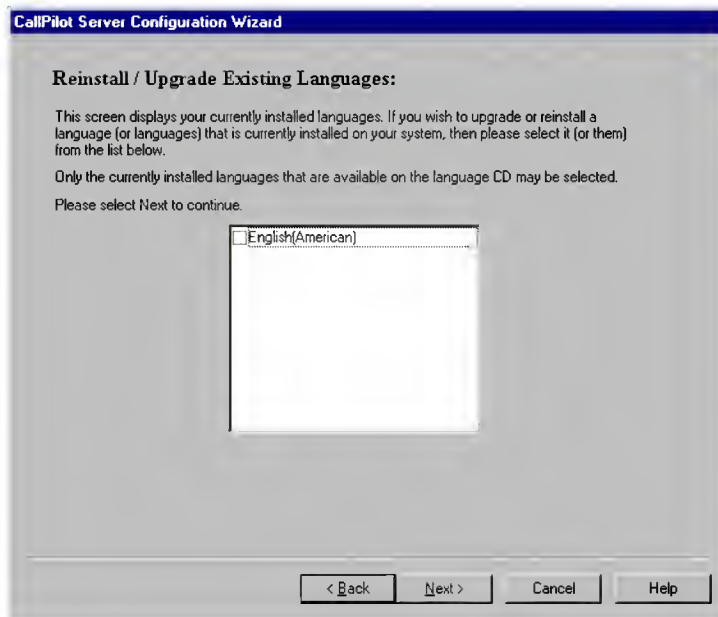 CallPilot Server Configuration Wizard
Reinstall / Upgrade Existing Languages:
This screen displays your currently installed languages. If you wish to upgrade or reinstall a
language (or languages) that is currently installed on your system, then please select it (or them)
from the list below.
Only the currently installed languages that are available on the language CD may be selected.
Please select Next to continue.
English(American)
< Back Next > Cancel Help